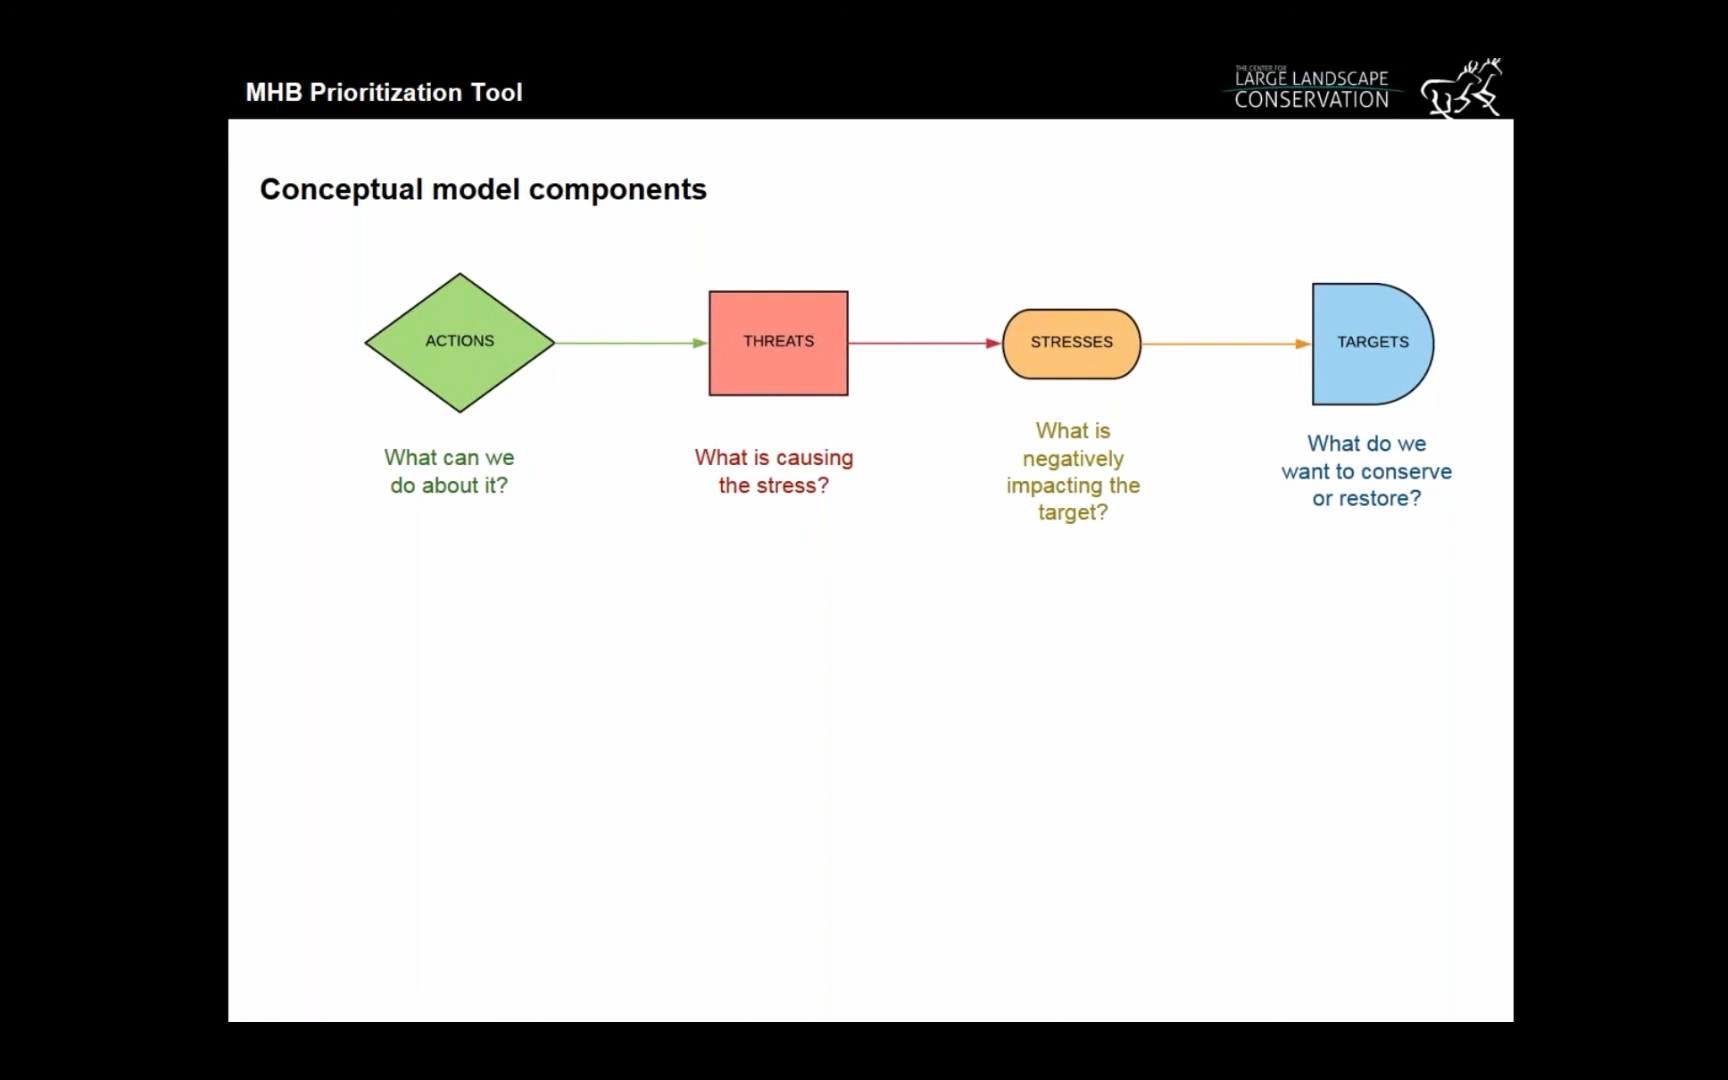 MHB Prioritization Tool
THE CENTER FOR
LARGE LANDSCAPE
CONSERVATION
Conceptual model components
ACTIONS
THREATS
STRESSES
TARGETS
What can we
do about it?
What is causing
the stress?
What is
negatively
impacting the
target?
What do we
want to conserve
or restore?